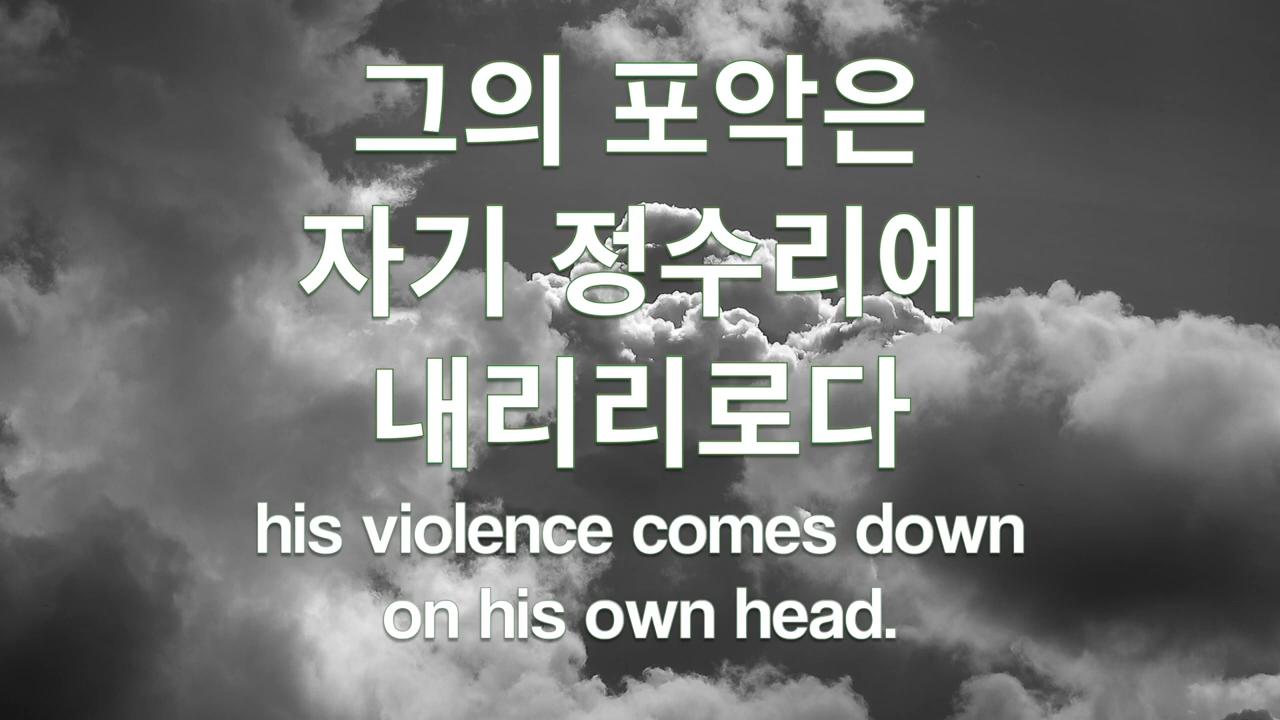 그의 포악은
자기 정수리에
내리리로다
his violence comes down
on his own head.